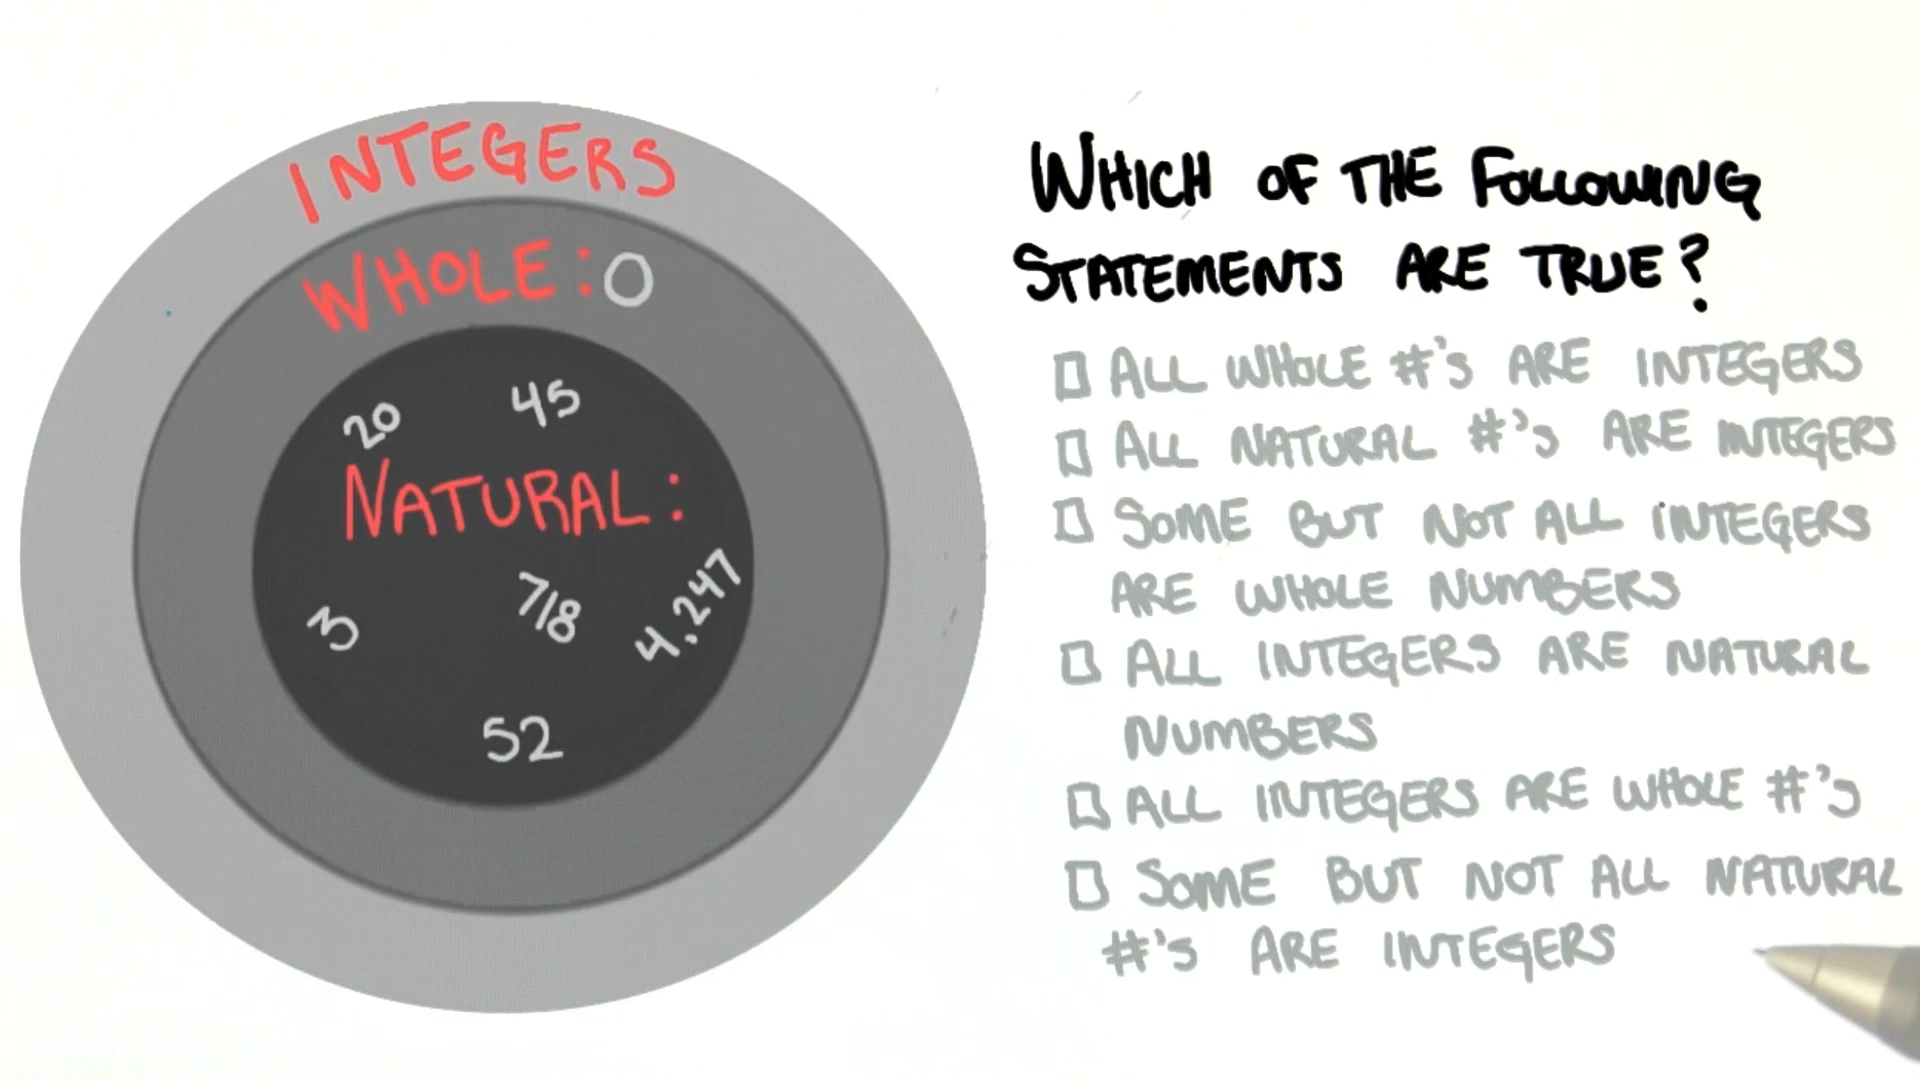 INTEGERS
WHOLE: 0
20 45
NATURAL:
3 718 4,247
52
WHICH OF THE FOLLOWING
STATEMENTS ARE TRUE?
☐ ALL WHOLE #'s ARE INTEGERS
☐ ALL NATURAL #'s ARE INTEGERS
☐ SOME BUT NOT ALL INTEGERS
ARE WHOLE NUMBERS
☐ ALL INTEGERS ARE NATURAL
NUMBERS
☐ ALL INTEGERS ARE WHOLE #'s
☐ SOME BUT NOT ALL NATURAL
#'s ARE INTEGERS